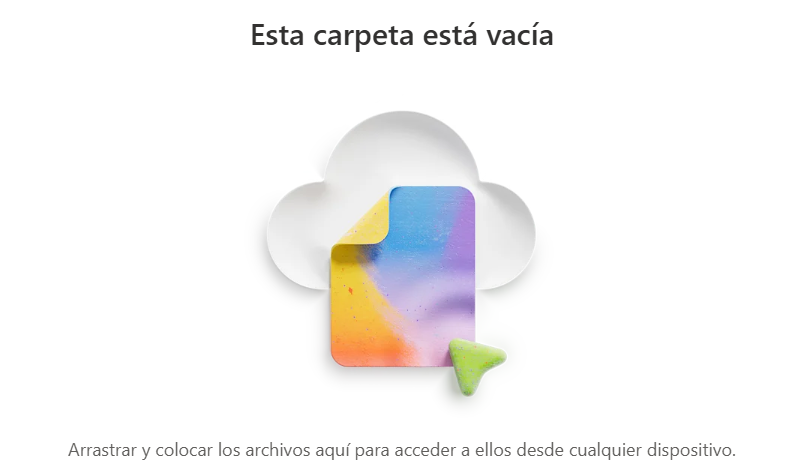 Esta carpeta está vacía
Arrastrar y colocar los archivos aquí para acceder a ellos desde cualquier dispositivo.